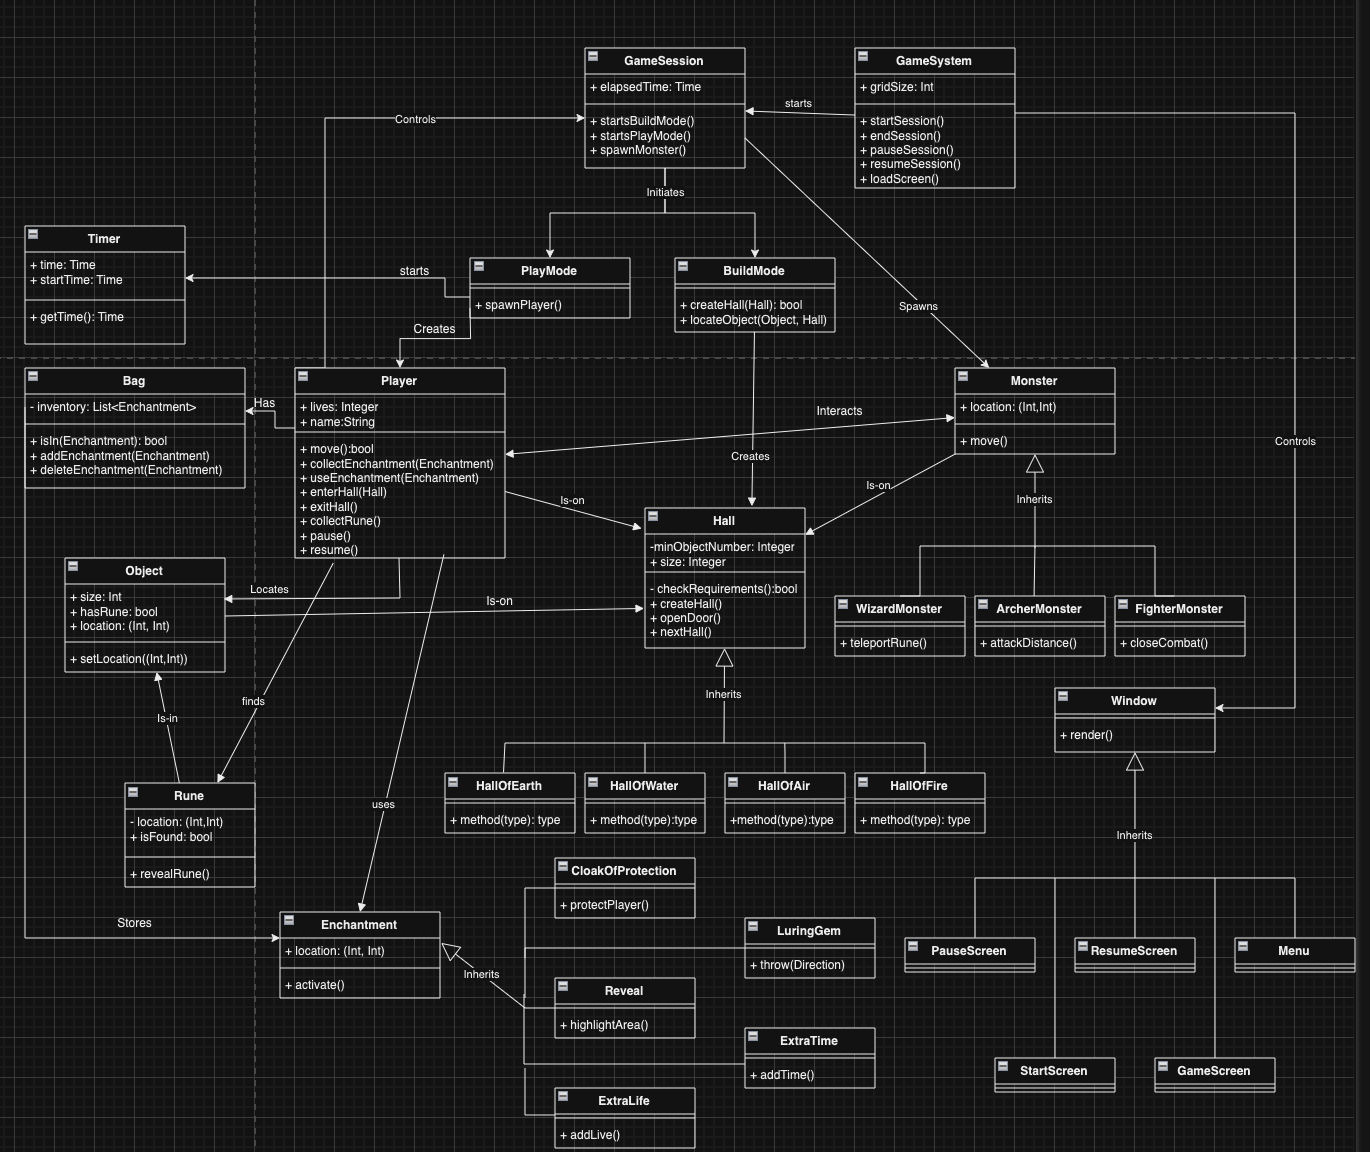 GameSession
+ elapsedTime: Time
+ startsBuildMode()
+ startsPlayMode()
+ spawnMonster()
GameSystem
+ gridSize: Int
+ startSession()
+ endSession()
+ pauseSession()
+ resumeSession()
+ loadScreen()
starts
Controls
Initiates
Timer
+ time: Time
+ startTime: Time
+ getTime(): Time
starts
PlayMode
+ spawnPlayer()
BuildMode
+ createHall(Hall): bool
+ locateObject(Object, Hall)
Spawns
Creates
Bag
- inventory: List<Enchantment>
+ isIn(Enchantment): bool
+ addEnchantment(Enchantment)
+ deleteEnchantment(Enchantment)
Has
Player
+ lives: Integer
+ name:String
+ move():bool
+ collectEnchantment(Enchantment)
+ useEnchantment(Enchantment)
+ enterHall(Hall)
+ exitHall()
+ collectRune()
+ pause()
+ resume()
Interacts
Monster
+ location: (Int,Int)
+ move()
Controls
Creates
Is-on
Is-on
Inherits
Hall
-minObjectNumber: Integer
+ size: Integer
- checkRequirements():bool
+ createHall()
+ openDoor()
+ nextHall()
Object
+ size: Int
+ hasRune: bool
+ location: (Int, Int)
+ setLocation((Int,Int))
Locates
Is-on
WizardMonster
+ teleportRune()
ArcherMonster
+ attackDistance()
FighterMonster
+ closeCombat()
Inherits
Window
+ render()
finds
Is-in
HallOfEarth
+ method(type): type
HallOfWater
+ method(type):type
HallOfAir
+method(type):type
HallOfFire
+ method(type): type
Rune
- location: (Int,Int)
+ isFound: bool
+ revealRune()
uses
Inherits
CloakOfProtection
+ protectPlayer()
Stores
Enchantment
+ location: (Int, Int)
+ activate()
Inherits
LuringGem
+ throw(Direction)
PauseScreen
ResumeScreen
Menu
Reveal
+ highlightArea()
ExtraTime
+ addTime()
StartScreen
GameScreen
ExtraLife
+ addLive()